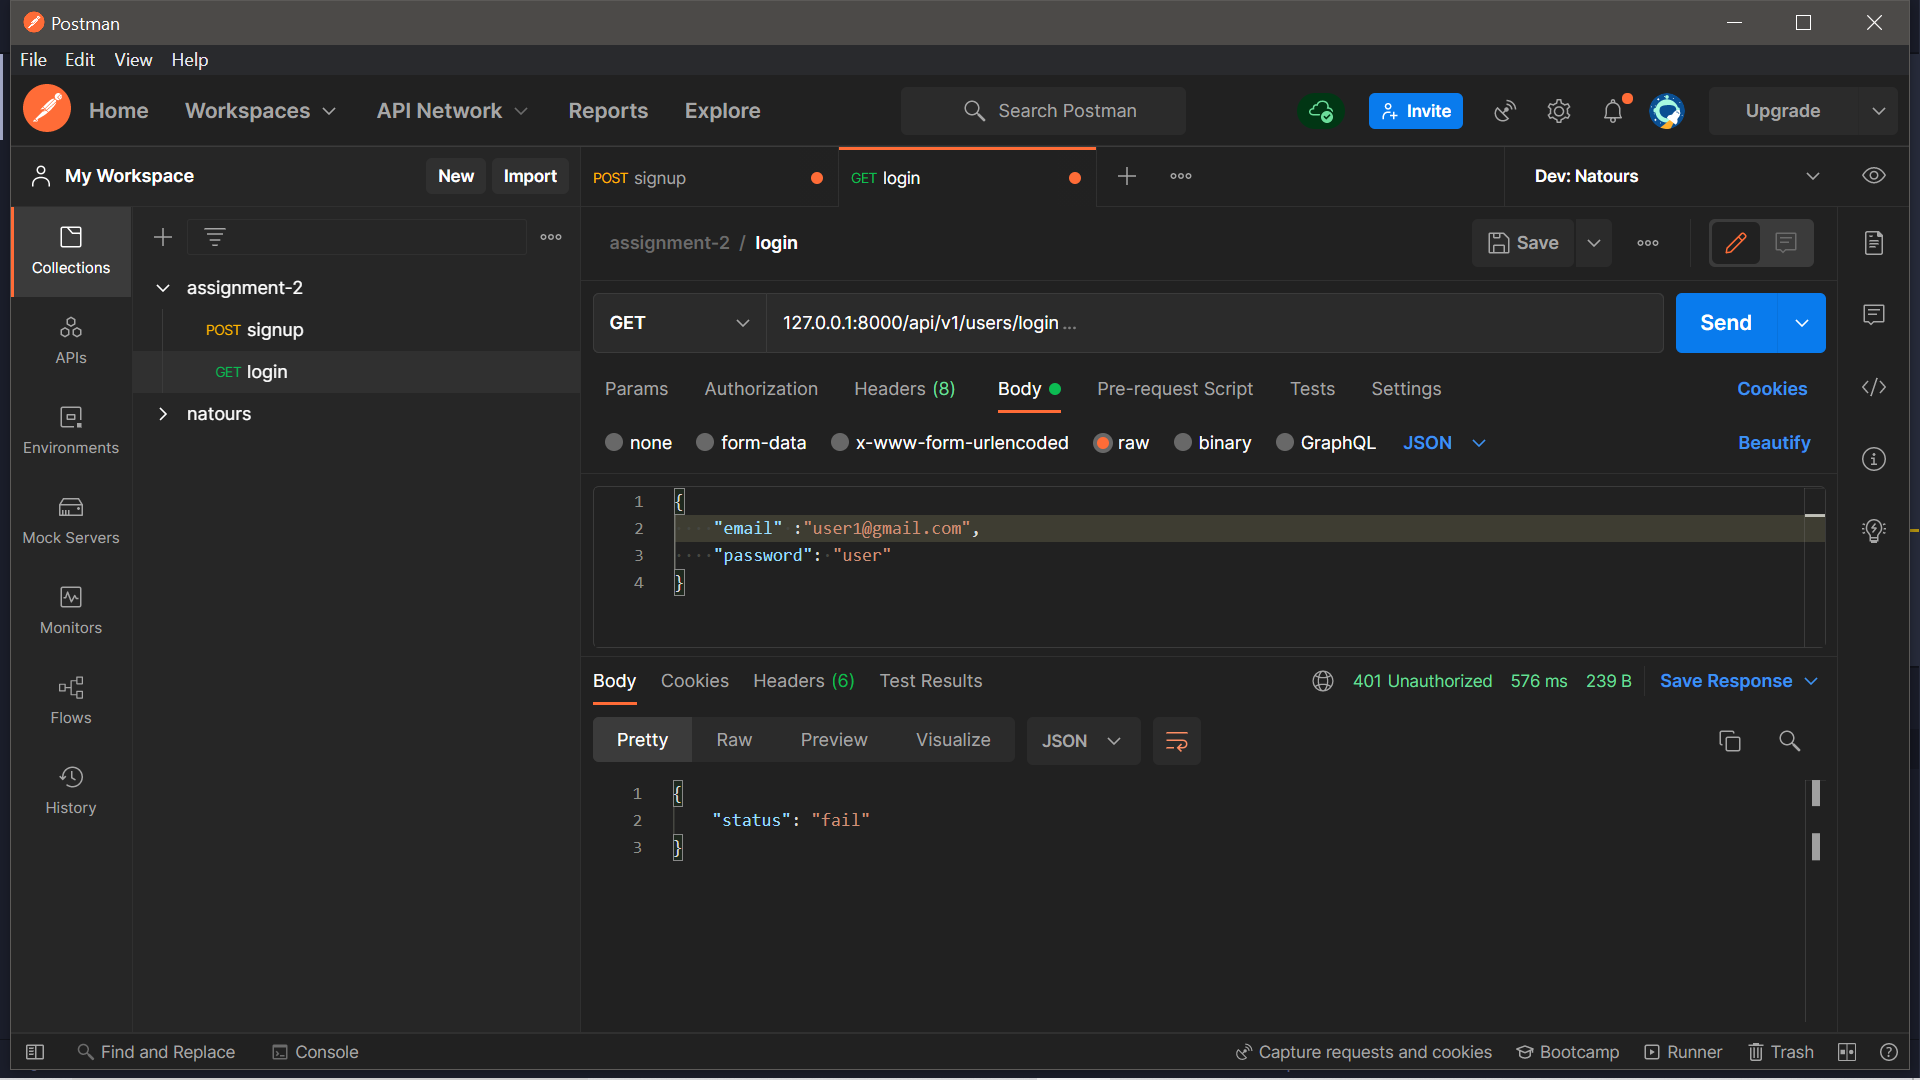 Postman
File Edit View Help
Home Workspaces API Network Reports Explore Search Postman Invite Upgrade
My Workspace New Import
POST signup GET login Dev: Natours
Collections
APIs
Environments
Mock Servers
Monitors
Flows
History
assignment-2
POST signup
GET login
natours
assignment-2 / login Save
GET 127.0.0.1:8000/api/v1/users/login ... Send
Params Authorization Headers (8) Body Pre-request Script Tests Settings Cookies
none form-data x-www-form-urlencoded raw binary GraphQL JSON Beautify
1 {
2 "email" :"user1@gmail.com",
3 "password": "user"
4 }
Body Cookies Headers (6) Test Results 401 Unauthorized 576 ms 239 B Save Response
Pretty Raw Preview Visualize JSON
1 {
2 "status": "fail"
3 }
Find and Replace Console Capture requests and cookies Bootcamp Runner Trash